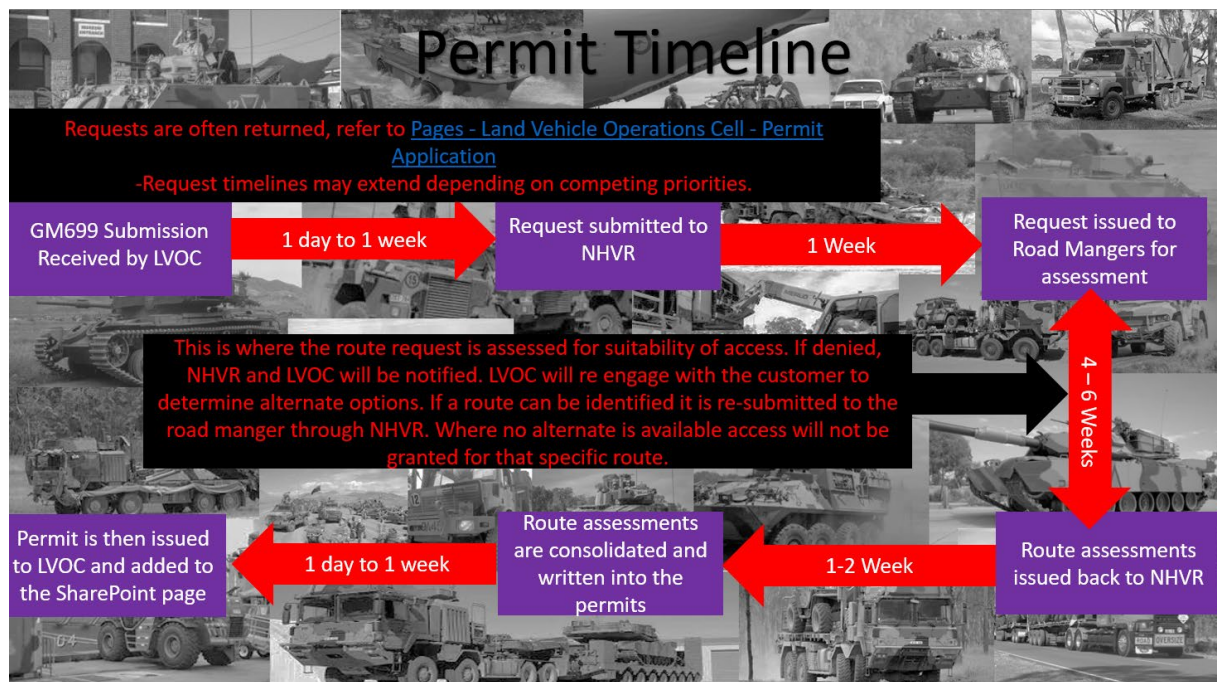 Permit Timeline
Requests are often returned, refer to Pages - Land Vehicle Operations Cell - Permit
Application
-Request timelines may extend depending on competing priorities.
GM699 Submission
Received by LVOC
1 day to 1 week
Request submitted to
NHVR
1 Week
Request issued to
Road Mangers for
assessment
This is where the route request is assessed for suitability of access. If denied,
NHVR and LVOC will be notified. LVOC will re engage with the customer to
determine alternate options. If a route can be identified it is re-submitted to the
road manger through NHVR. Where no alternate is available access will not be
granted for that specific route.
4 – 6 Weeks
Route assessments
issued back to NHVR
1-2 Week
Route assessments
are consolidated and
written into the
permits
1 day to 1 week
Permit is then issued
to LVOC and added to
the SharePoint page